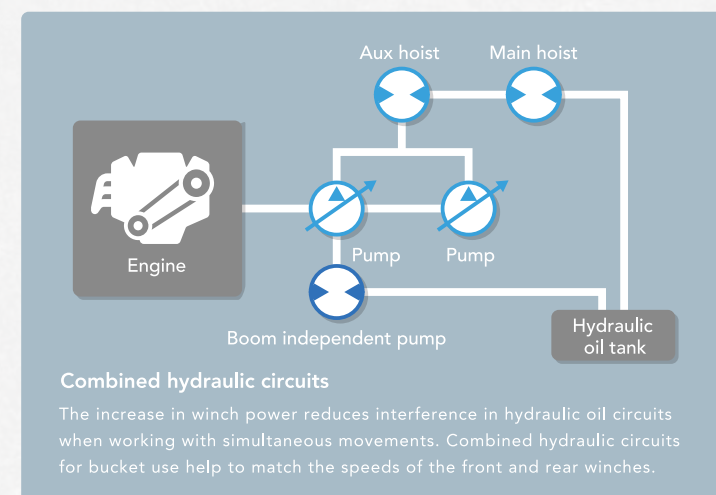 Aux hoist
Main hoist
Engine
Pump
Pump
Boom independent pump
Hydraulic
oil tank
Combined hydraulic circuits
The increase in winch power reduces interference in hydraulic oil circuits
when working with simultaneous movements. Combined hydraulic circuits
for bucket use help to match the speeds of the front and rear winches.